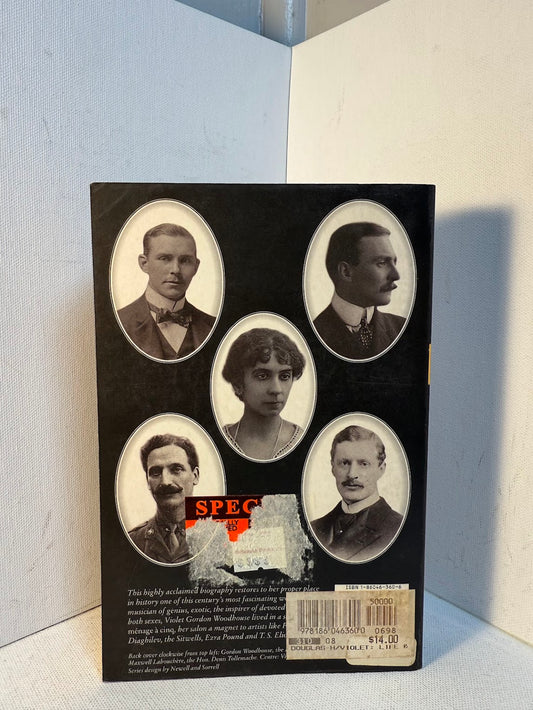 SPEC
ISBN 1-86046-360-6
This highly acclaimed biography restores to her proper place
in history one of this century's most fascinating
musician of genius, exotic, the inspirer of devoted
both sexes, Violet Gordon Woodhouse lived in a
ménage à cinq, her salon a magnet to artists like
Diaghilev, the Sitwells, Ezra Pound and T. S.
Back cover clockwise from top left: Gordon Woodhouse, the
Maxwell Labouchère, the Hon. Denis Tollemache. Centre:
Series design by Newell and Sorrell
50000
9781860463600 0698
310 08 $14.00
DOUGLAS H/VIOLET: LIFE &